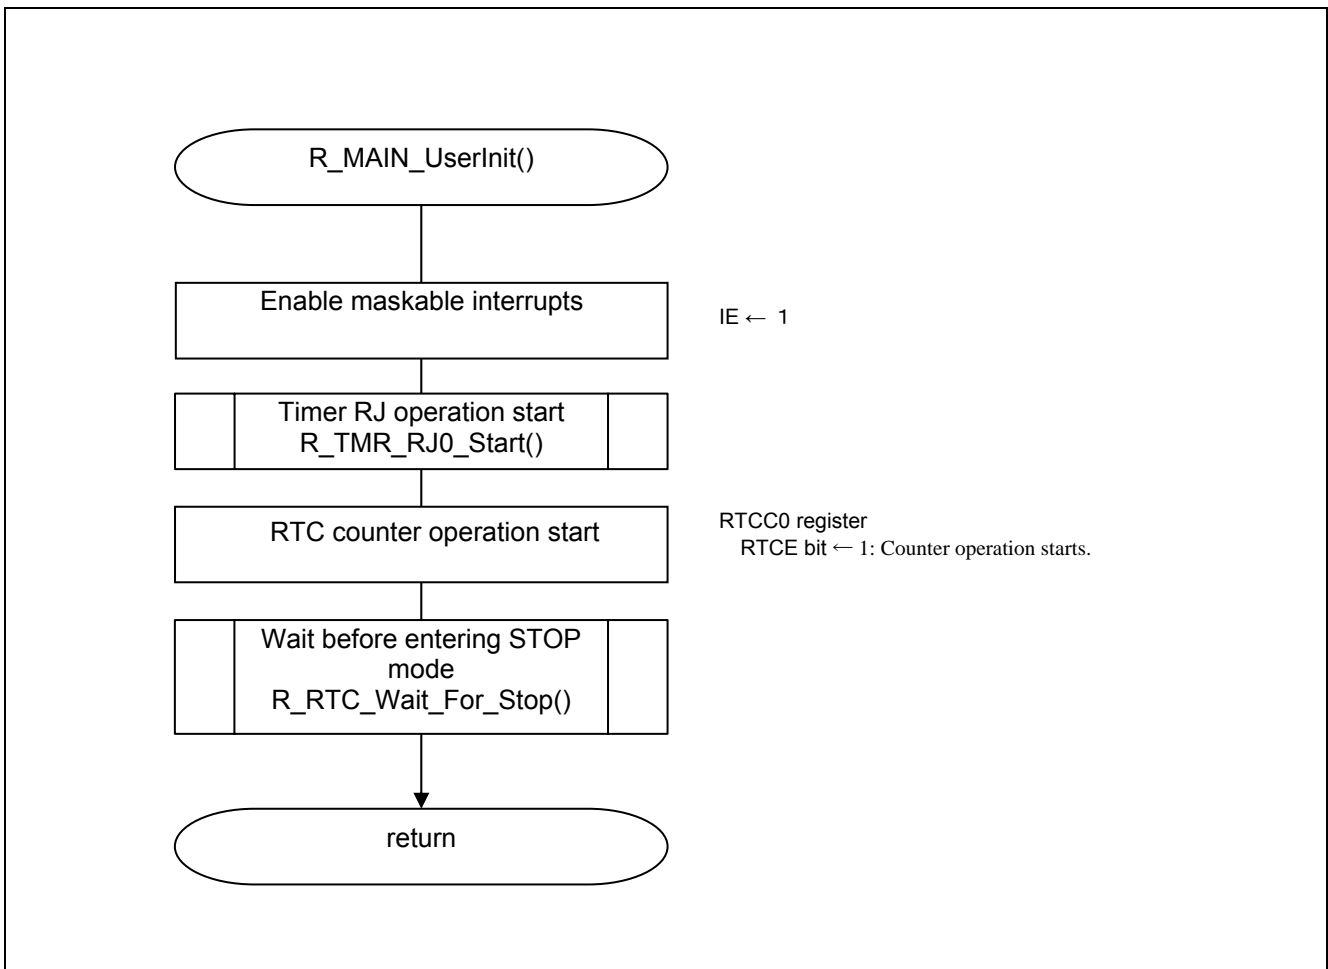 R_MAIN_UserInit()
Enable maskable interrupts
IE ← 1
Timer RJ operation start
R_TMR_RJ0_Start()
RTC counter operation start
RTCC0 register
RTCE bit ← 1: Counter operation starts.
Wait before entering STOP
mode
R_RTC_Wait_For_Stop()
return